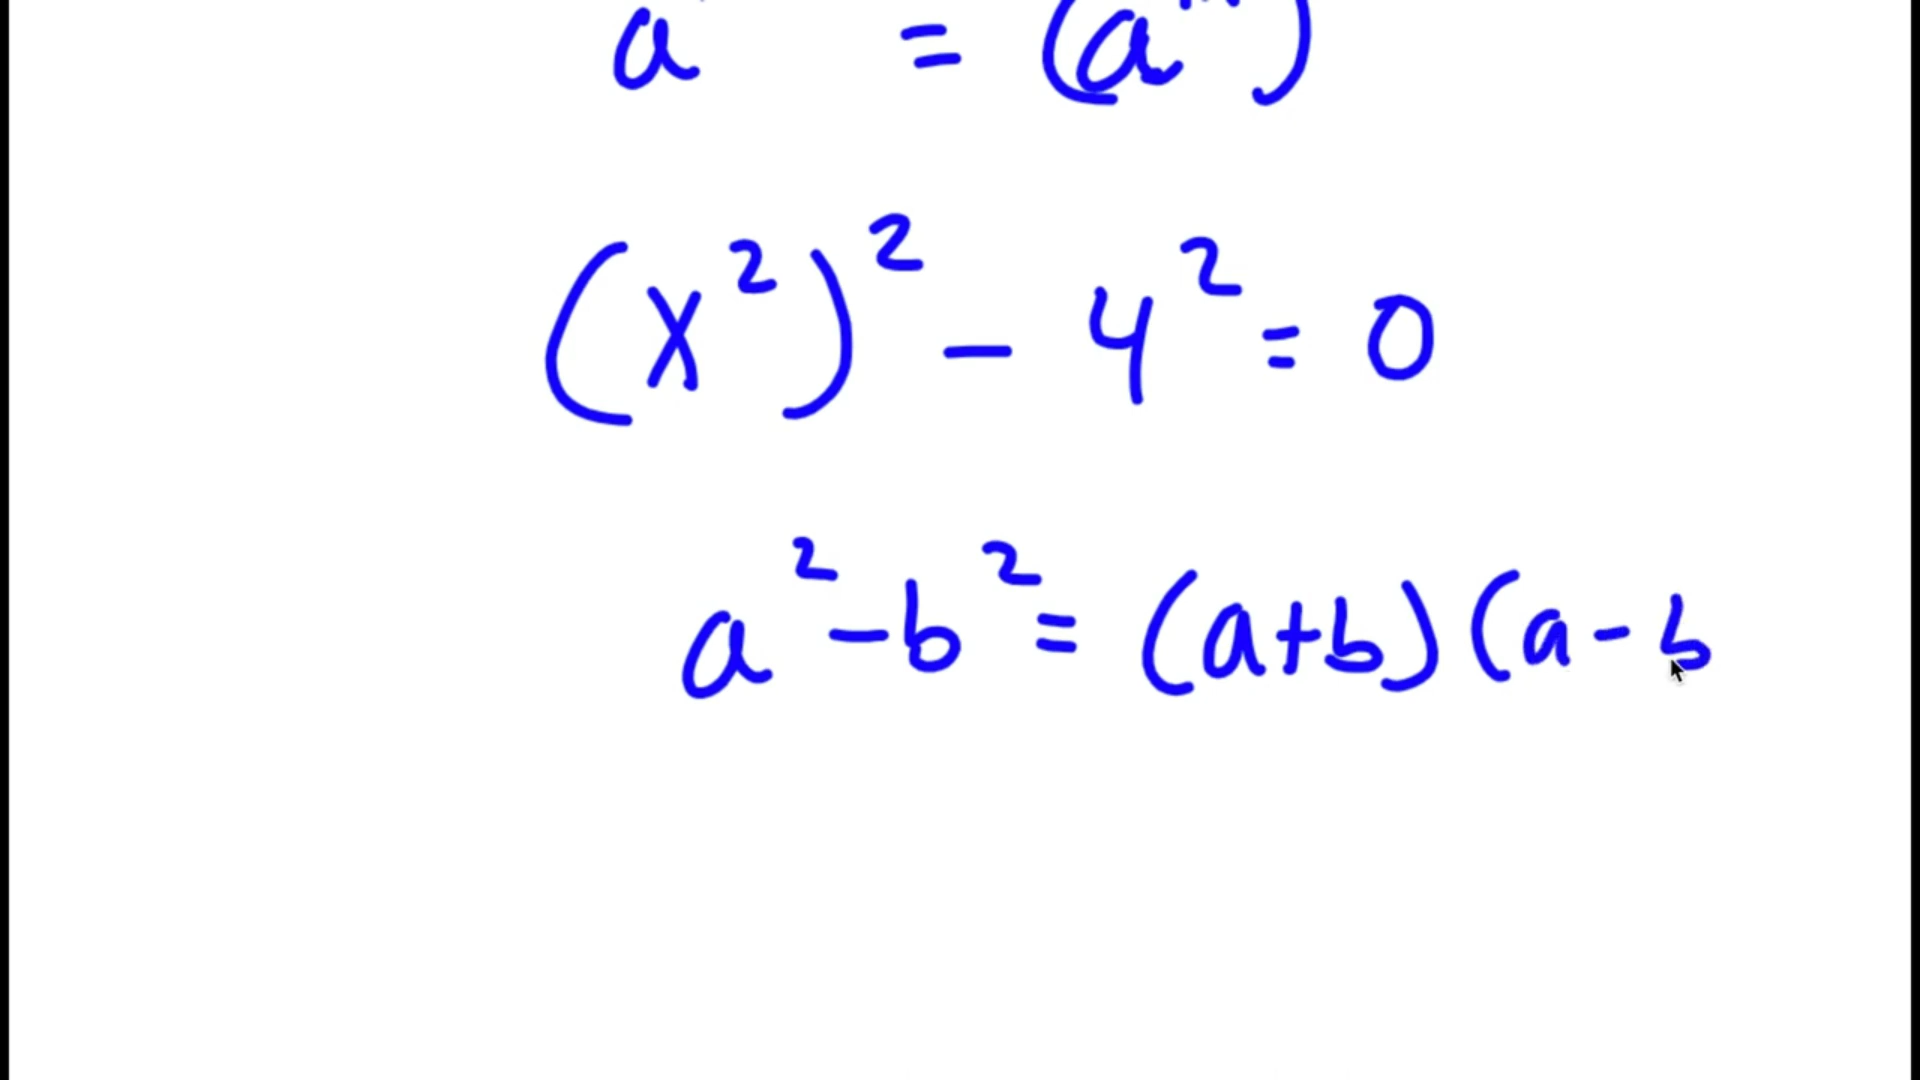 a = (a )
(x²)² - 4² = 0
a² - b² = (a+b)(a-b